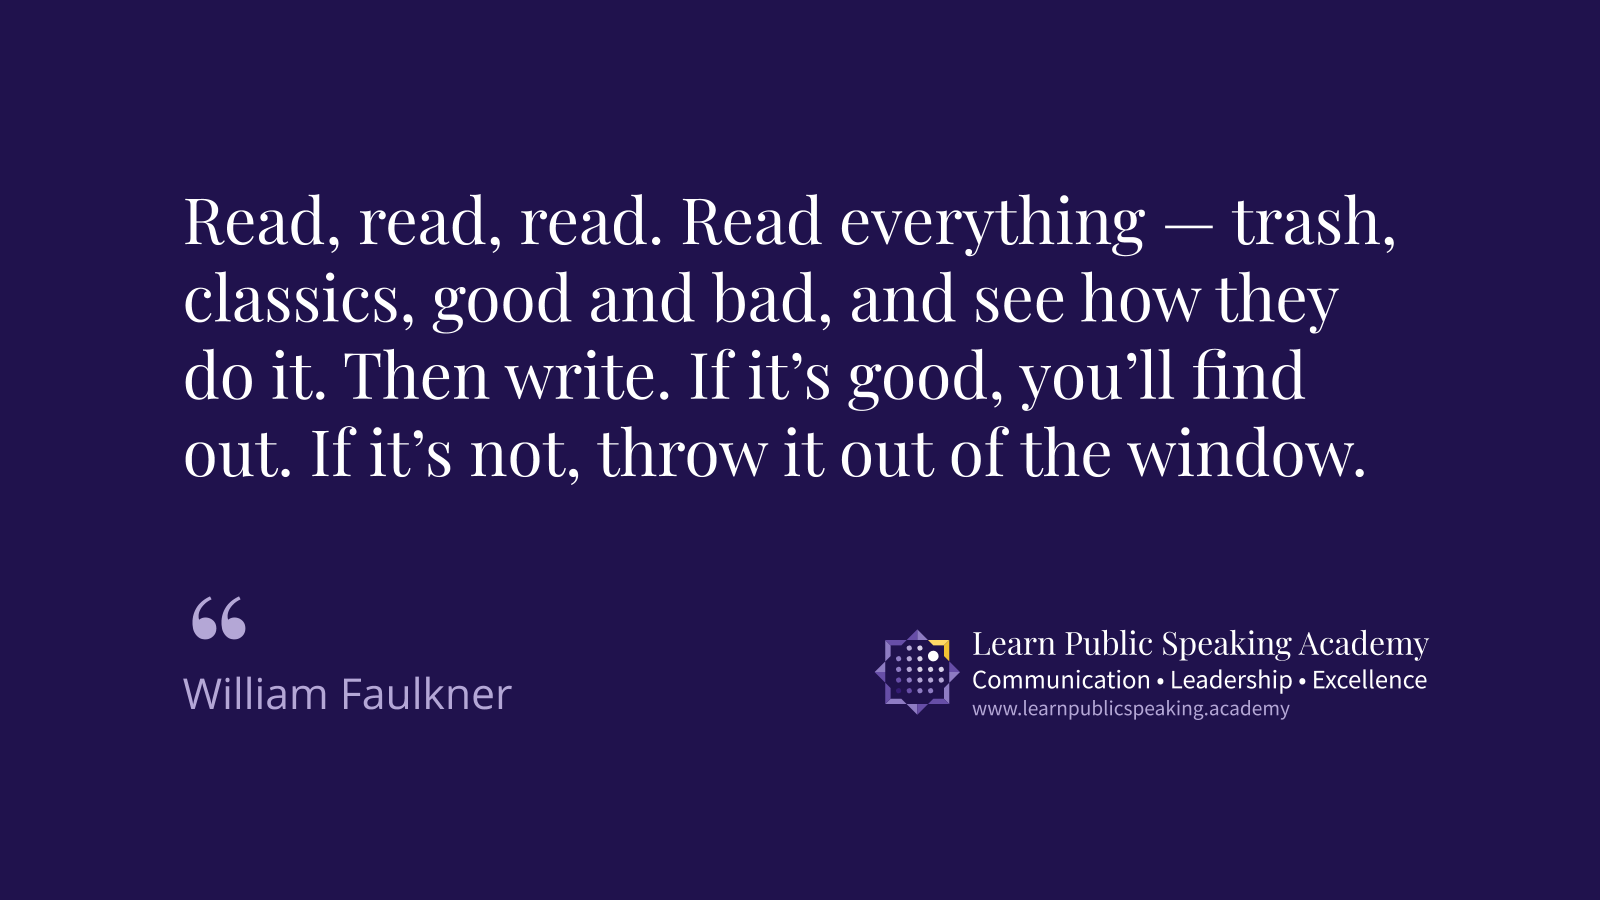 Read, read, read. Read everything — trash,
classics, good and bad, and see how they
do it. Then write. If it’s good, you’ll find
out. If it’s not, throw it out of the window.
“
William Faulkner
Learn Public Speaking Academy
Communication • Leadership • Excellence
www.learnpublicspeaking.academy